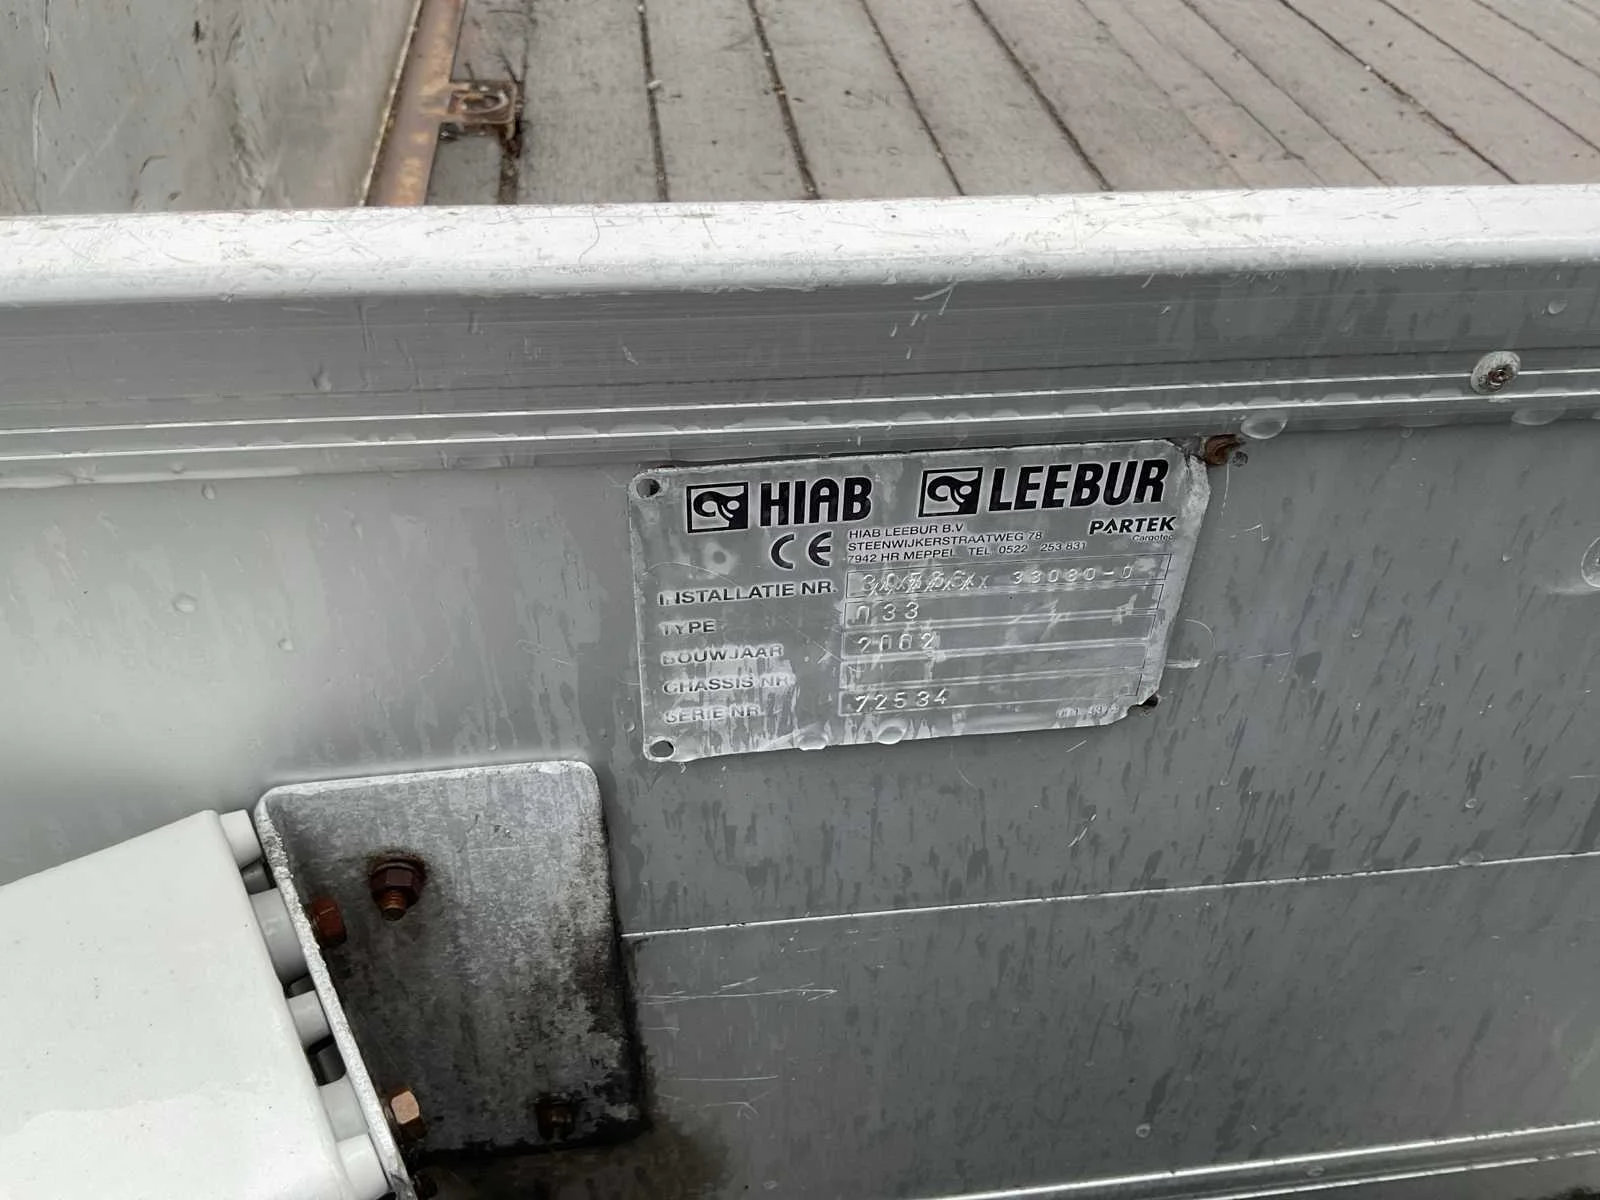 HIAB LEEBUR
HIAB LEEBUR B.V. PARTEK
STEENWIJKERSTRAATWEG 78 Cargotec
CE 7942 HR MEPPEL TEL. 0522 253 831
INSTALLATIE NR. 33080-0
TYPE 033
BOUWJAAR 2002
CHASSIS NR.
SERIE NR. 72534